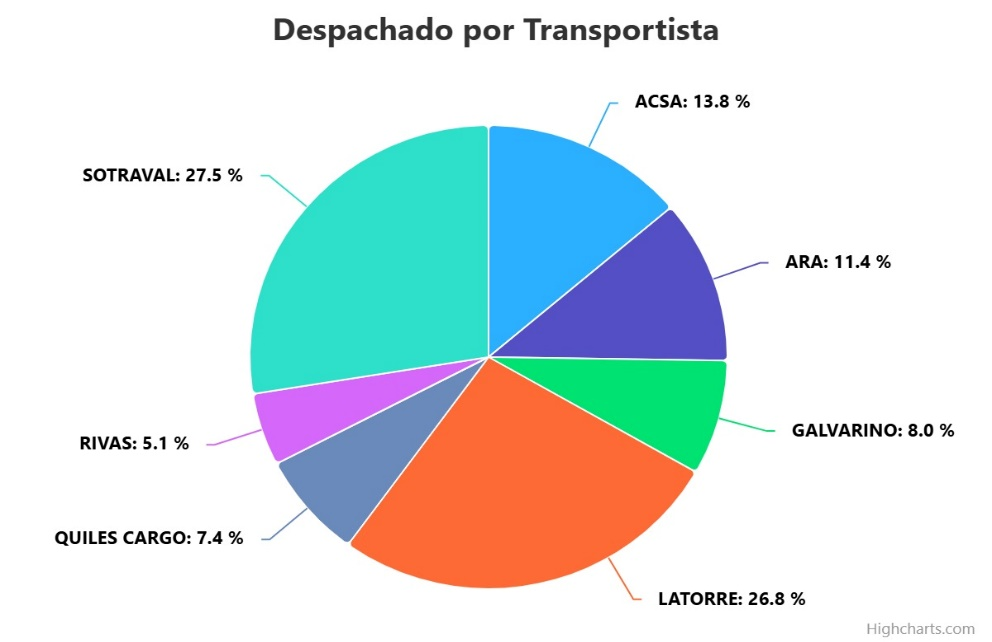 Despachado por Transportista
ACSA: 13.8 %
SOTRAVAL: 27.5 %
ARA: 11.4 %
GALVARINO: 8.0 %
RIVAS: 5.1 %
QUILES CARGO: 7.4 %
LATORRE: 26.8 %
Highcharts.com